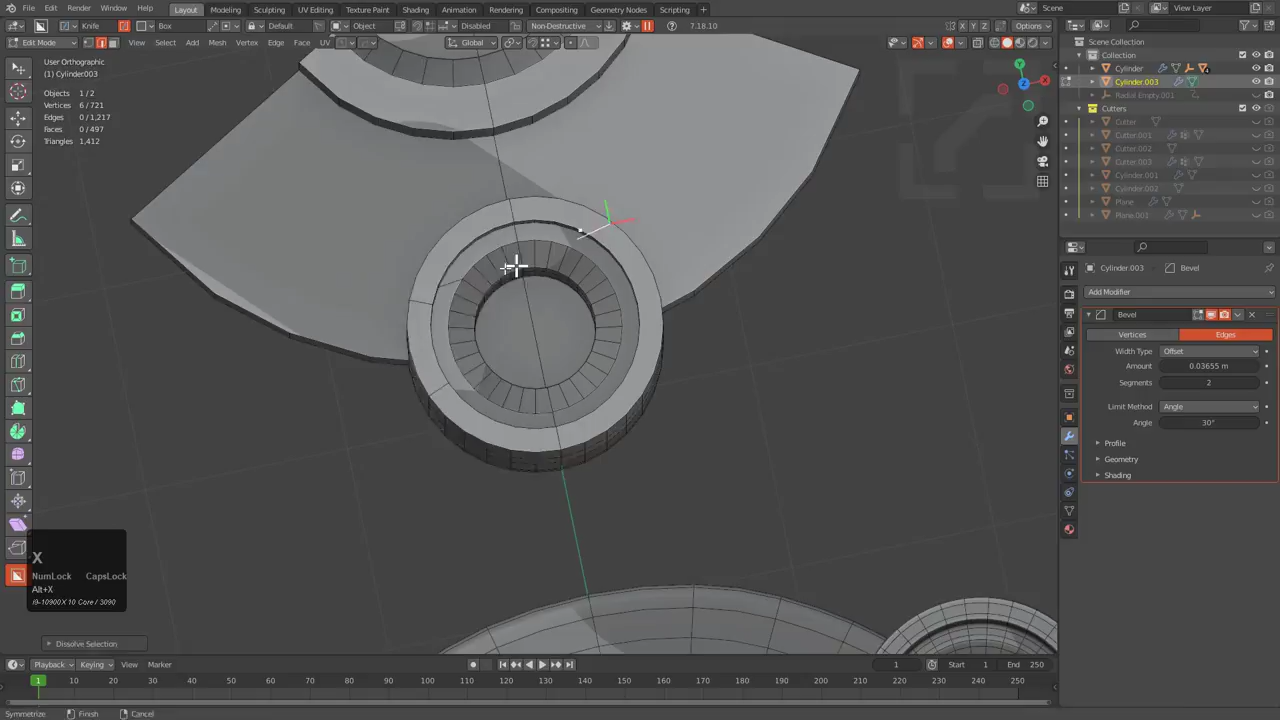 File Edit Render Window Help Layout Modeling Sculpting UV Editing Texture Paint Shading Animation Rendering Compositing Geometry Nodes Scripting + Scene View Layer
Knife Box Default Object Disabled Non-Destructive 7.18.10 Options
Edit Mode View Select Add Mesh Vertex Edge Face UV Global
User Orthographic
(1) Cylinder.003
Objects 1/2
Vertices 6/721
Edges 0/1,217
Faces 0/497
Triangles 1,412
Scene Collection
Collection
Cylinder
Cylinder.003
Radial Empty.001
Cutters
Cutter
Cutter.001
Cutter.002
Cutter.003
Cylinder.001
Cylinder.002
Plane
Plane.001
Cylinder.003 Bevel
Add Modifier
Bevel
Vertices Edges
Width Type Offset
Amount 0.03655 m
Segments 2
Limit Method Angle
Angle 30°
Profile
Geometry
Shading
X
NumLock CapsLock
Alt+X
i9-10900X 10 Core / 3090
Dissolve Selection
Playback Keying View Marker 1 Start 1 End 250
1 10 20 30 40 50 60 70 80 90 100 110 120 130 140 150 160 170 180 190 200 210 220 230 240 250
Symmetrize Finish Cancel